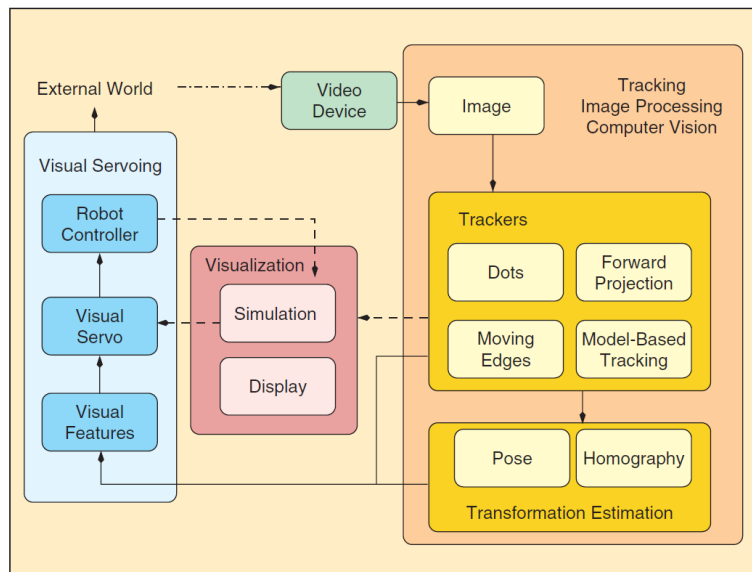 External World
Video
Device
Image
Tracking
Image Processing
Computer Vision
Visual Servoing
Robot
Controller
Visual
Servo
Visual
Features
Visualization
Simulation
Display
Trackers
Dots
Forward
Projection
Moving
Edges
Model-Based
Tracking
Pose
Homography
Transformation Estimation